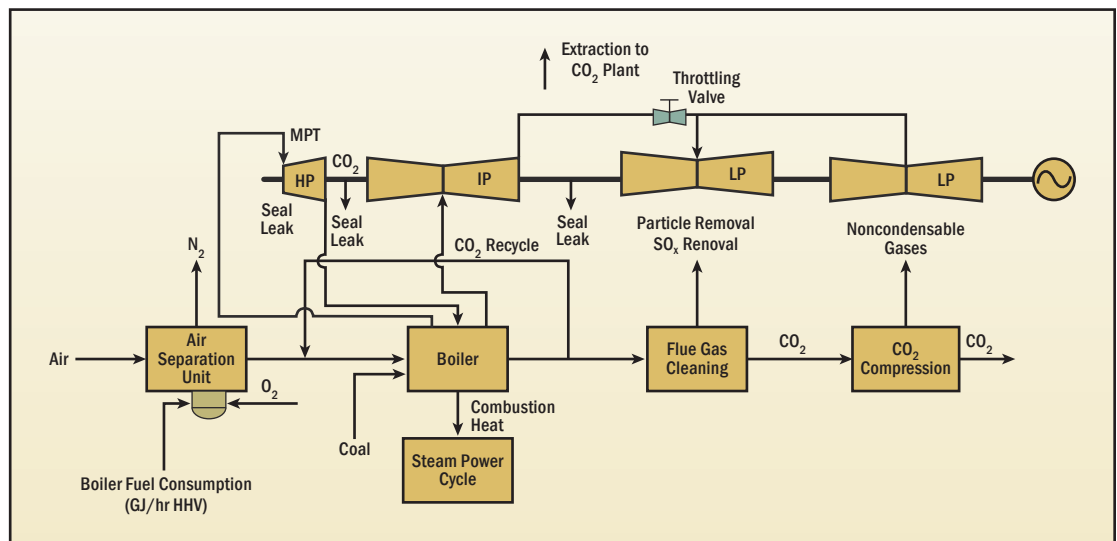 Extraction to
CO₂ Plant
Throttling
Valve
MPT
HP
CO₂
IP
LP
LP
Seal
Leak
Seal
Leak
Seal
Leak
Particle Removal
SOₓ Removal
Noncondensable
Gases
N₂
CO₂ Recycle
Air
Air
Separation
Unit
Boiler
Flue Gas
Cleaning
CO₂
CO₂
Compression
CO₂
O₂
Coal
Combustion
Heat
Steam Power
Cycle
Boiler Fuel Consumption
(GJ/hr HHV)